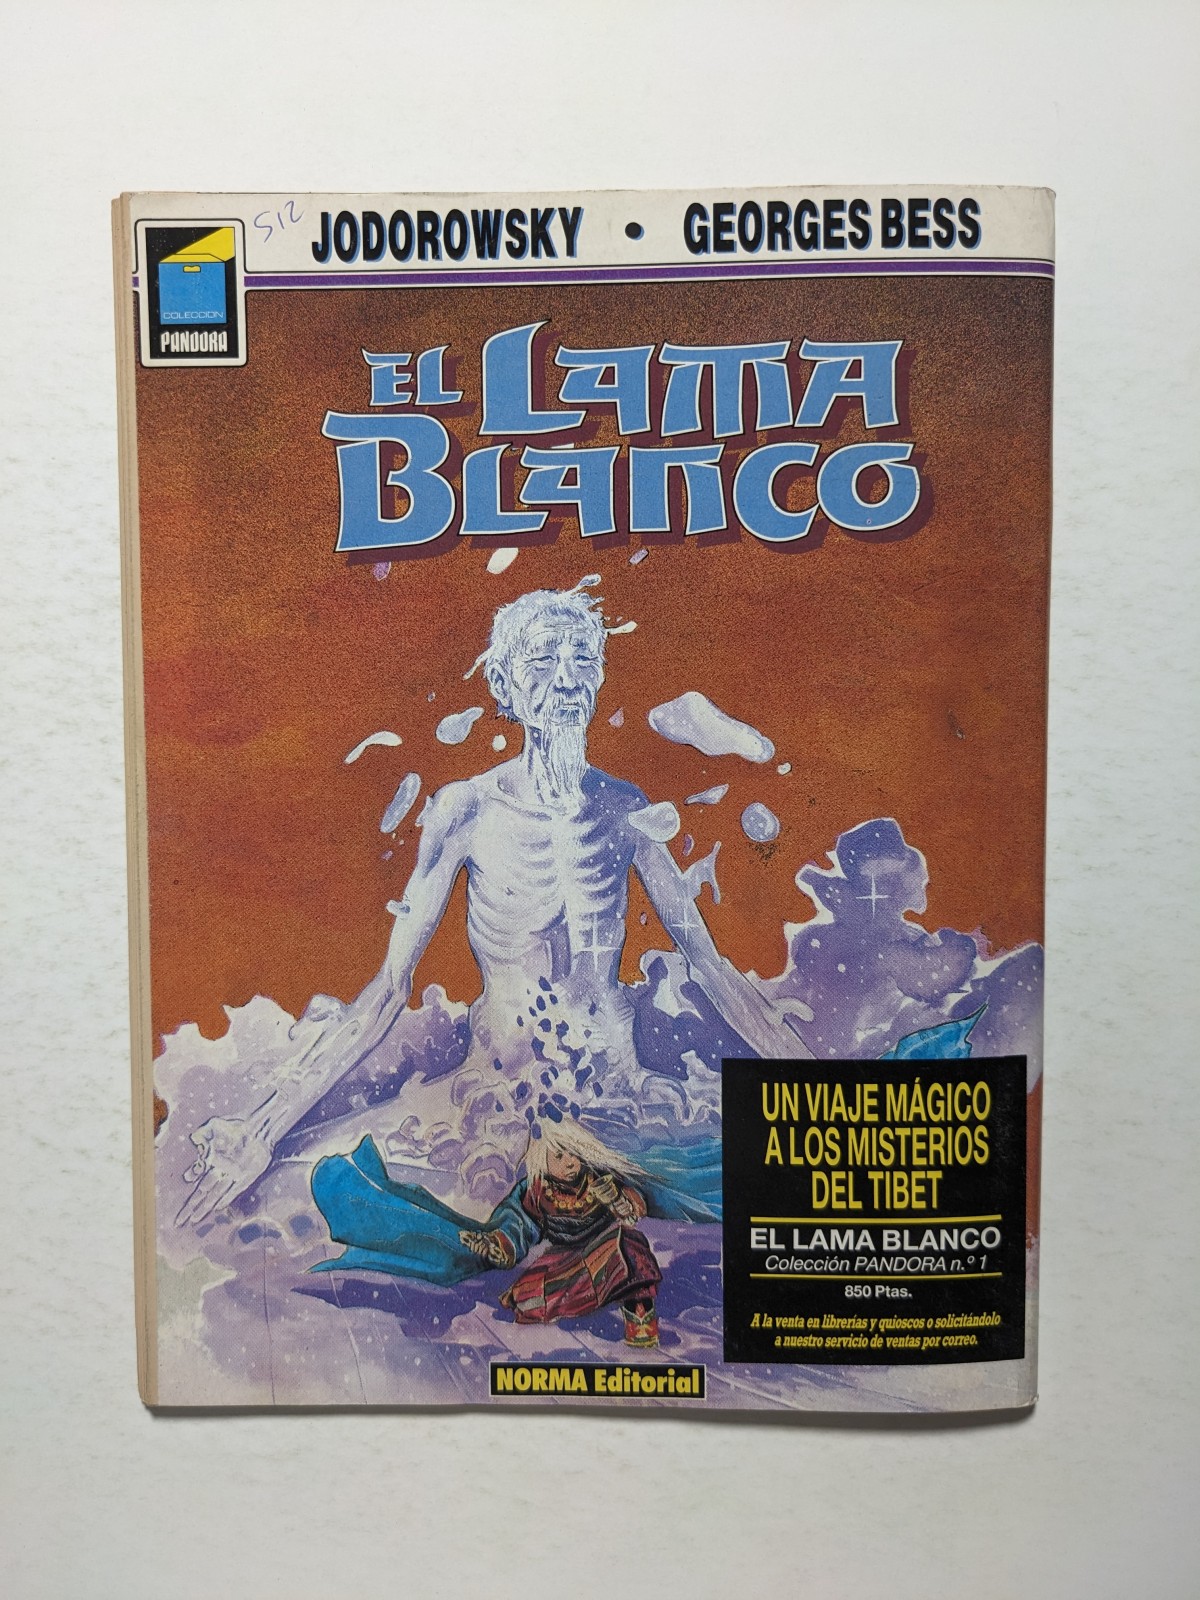 512
JODOROWSKY • GEORGES BESS
COLECCION
PANDORA
EL LAMA
BLANCO
UN VIAJE MÁGICO
A LOS MISTERIOS
DEL TIBET
EL LAMA BLANCO
Colección PANDORA n.º 1
850 Ptas.
A la venta en librerías y quioscos o solicitándolo
a nuestro servicio de ventas por correo.
NORMA Editorial